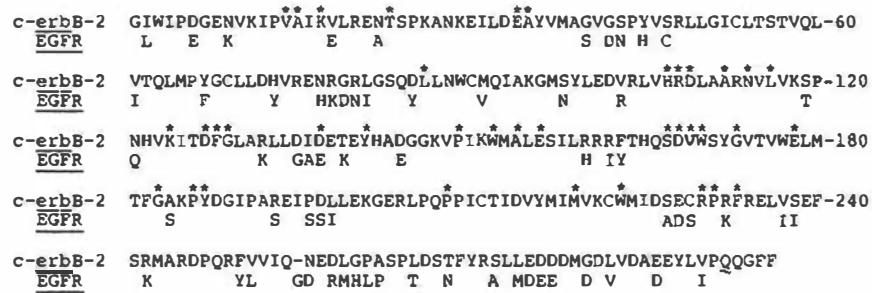 ** * * **
c-erbB-2 GIWIPDGENVKIPVAIKVLRENTSPKANKEILDEAYVMAGVGSPYVSRLLGICLTSTVQL-60
EGFR L E K E A S DN H C
* *** * * *
c-erbB-2 VTQLMPYGCLLDHVRENRGRLGSQDLLNWCMQIAKGMSYLEDVRLVHRDLAARNVLVKSP-120
EGFR I F Y HKDNI Y V N R T
* *** * * * * * * **** * *
c-erbB-2 NHVKITDFGLARLLDIDETEYHADGGKVPIKWMALESILRRRFTHQSDVWSYGVTVWELM-180
EGFR Q K GAE K E H IY
* ** * * * ** *
c-erbB-2 TFGAKPYDGIPAREIPDLLEKGERLPQPPICTIDVYMIMVKCWMIDSECRPRFRELVSEF-240
EGFR S S SSI ADS K II
c-erbB-2 SRMARDPQRFVVIQ-NEDLGPASPLDSTFYRSLLEDDDMGDLVDAEEYLVPQQGFF
EGFR K YL GD RMHLP T N A MDEE D V D I